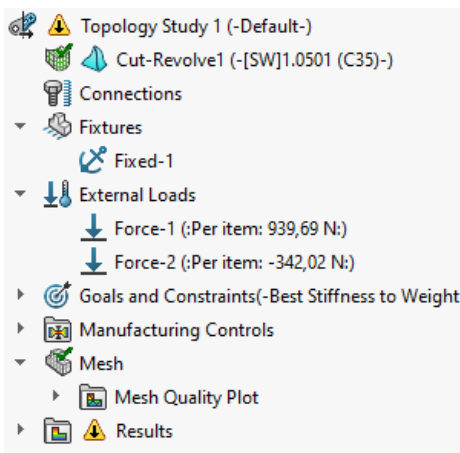 Topology Study 1 (-Default-)
Cut-Revolve1 (-[SW]1.0501 (C35)-)
Connections
Fixtures
Fixed-1
External Loads
Force-1 (:Per item: 939,69 N:)
Force-2 (:Per item: -342,02 N:)
Goals and Constraints(-Best Stiffness to Weight
Manufacturing Controls
Mesh
Mesh Quality Plot
Results